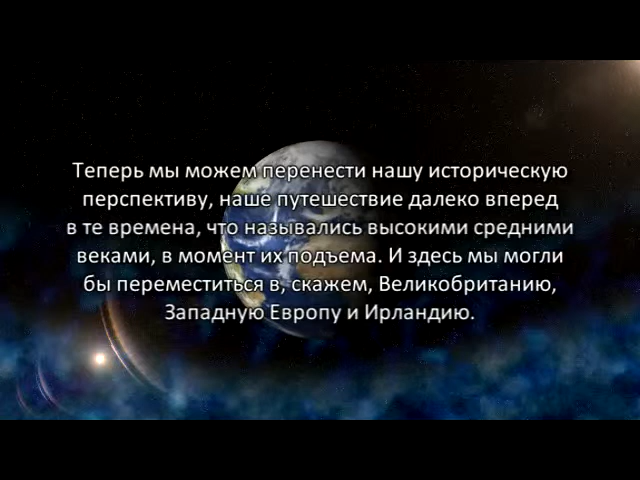 Теперь мы можем перенести нашу историческую
перспективу, наше путешествие далеко вперед
в те времена, что назывались высокими средними
веками, в момент их подъема. И здесь мы могли
бы переместиться в, скажем, Великобританию,
Западную Европу и Ирландию.